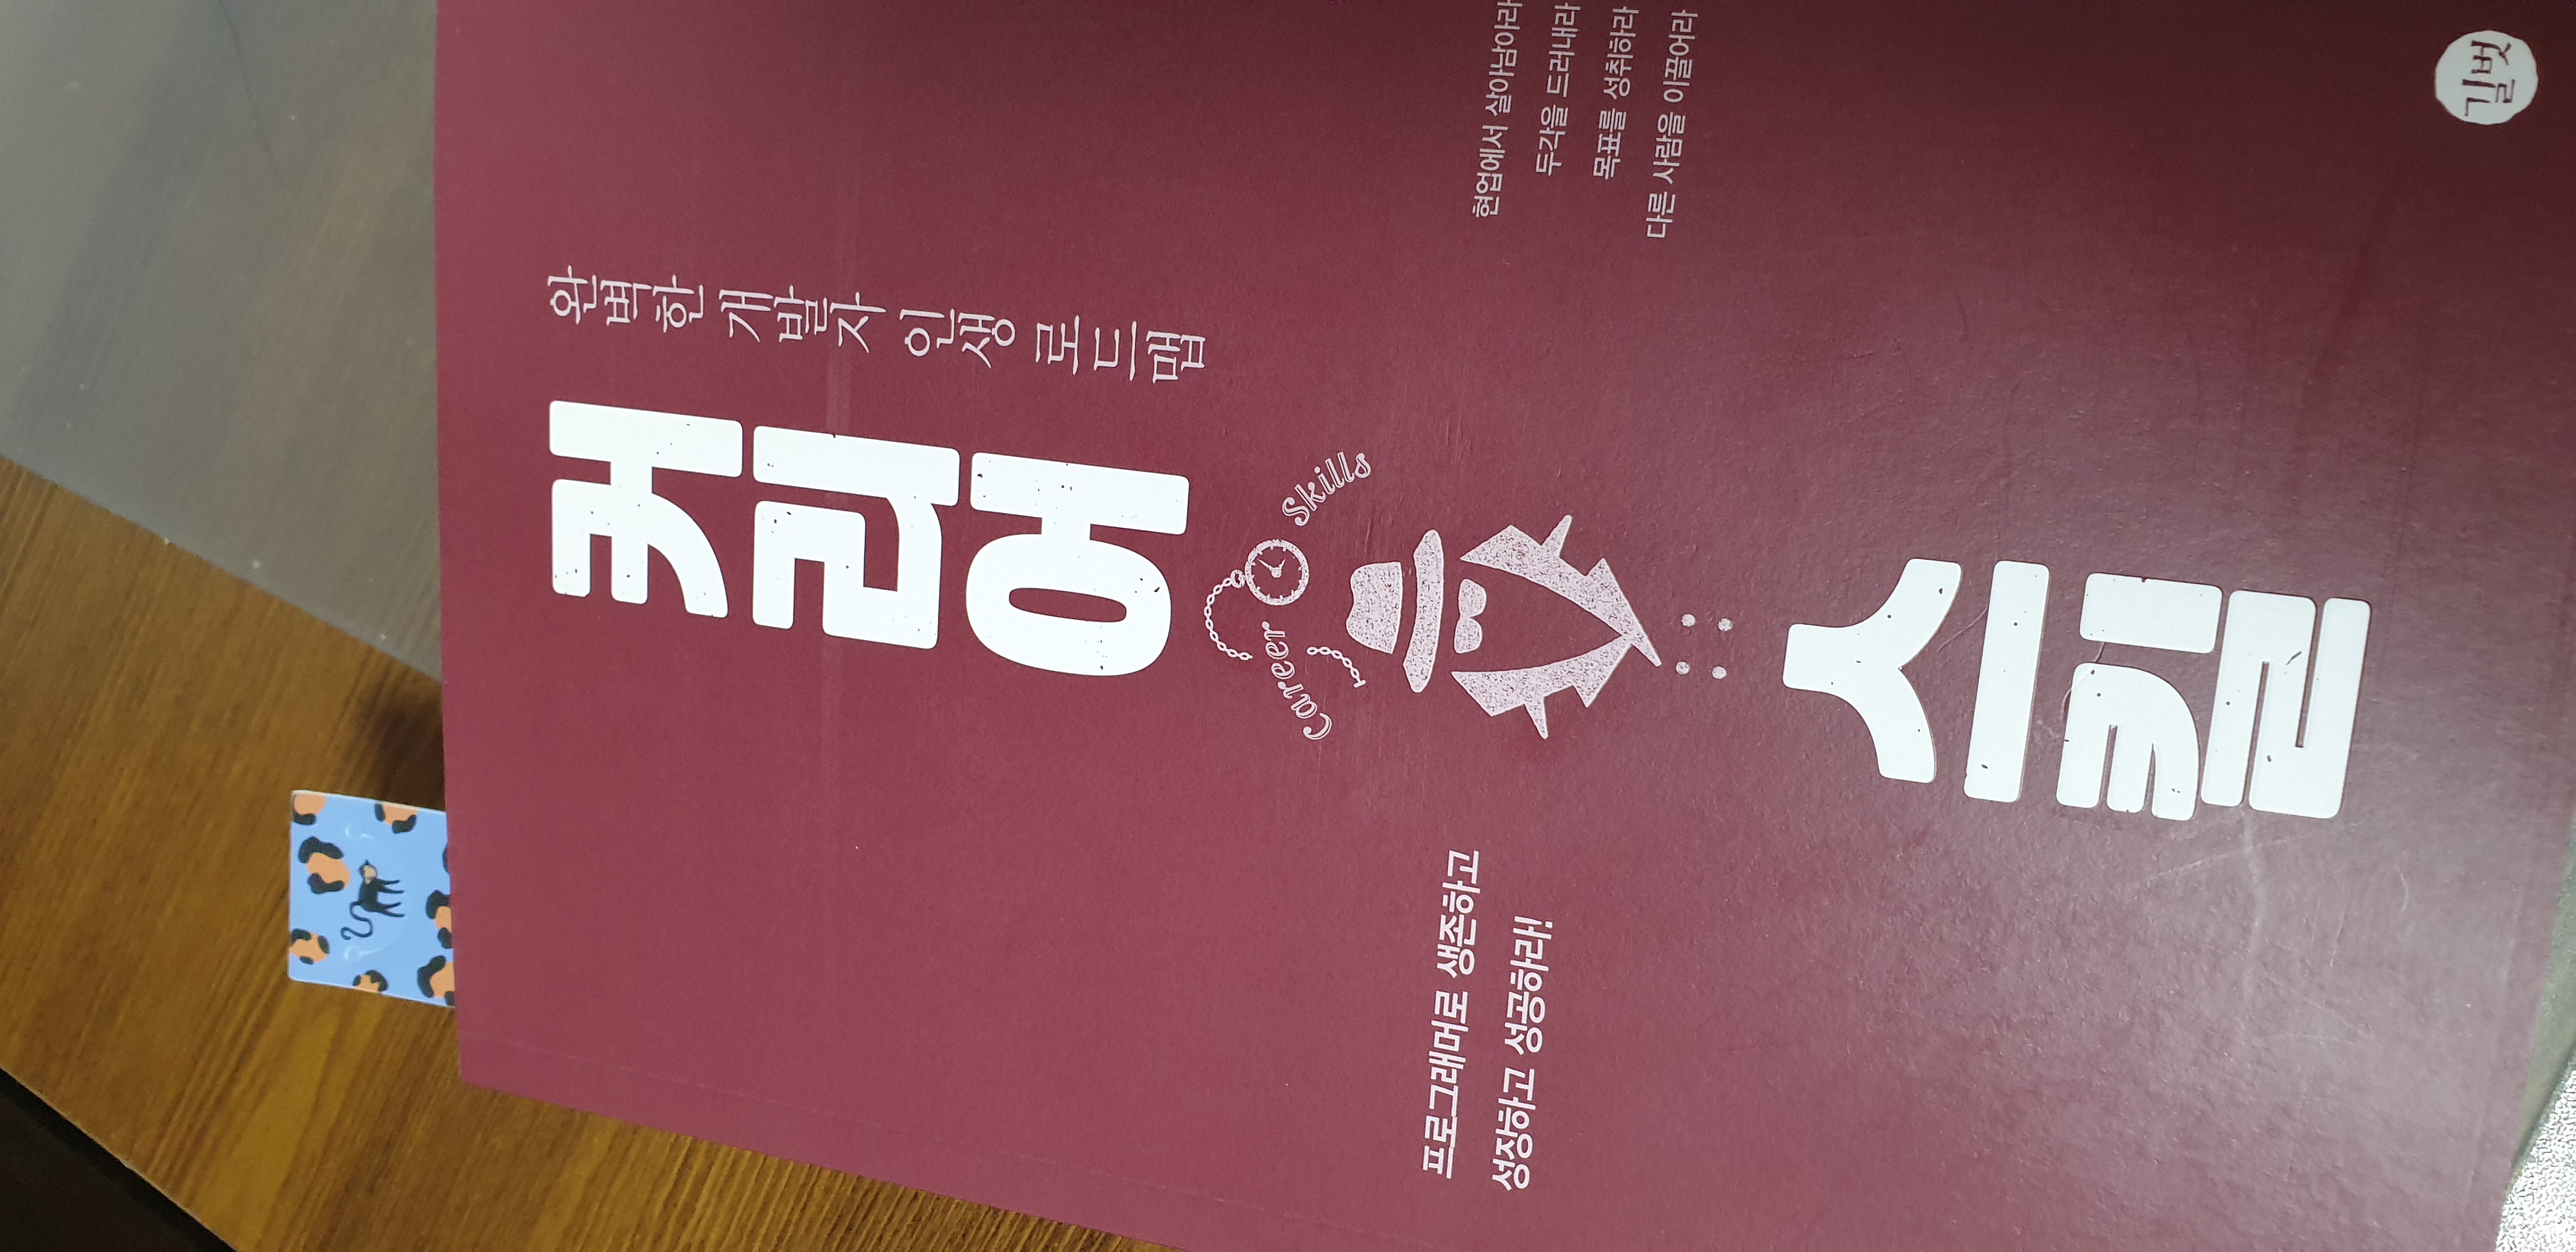 완벽한 개발자 인생 로드맵
커리어
Career Skills
프로그래머로 생존하고
성장하고 성공하라!
현업에서 살아남아라
두각을 드러내라
목표를 성취하라
다른 사람을 이끌어라
스킬
길벗